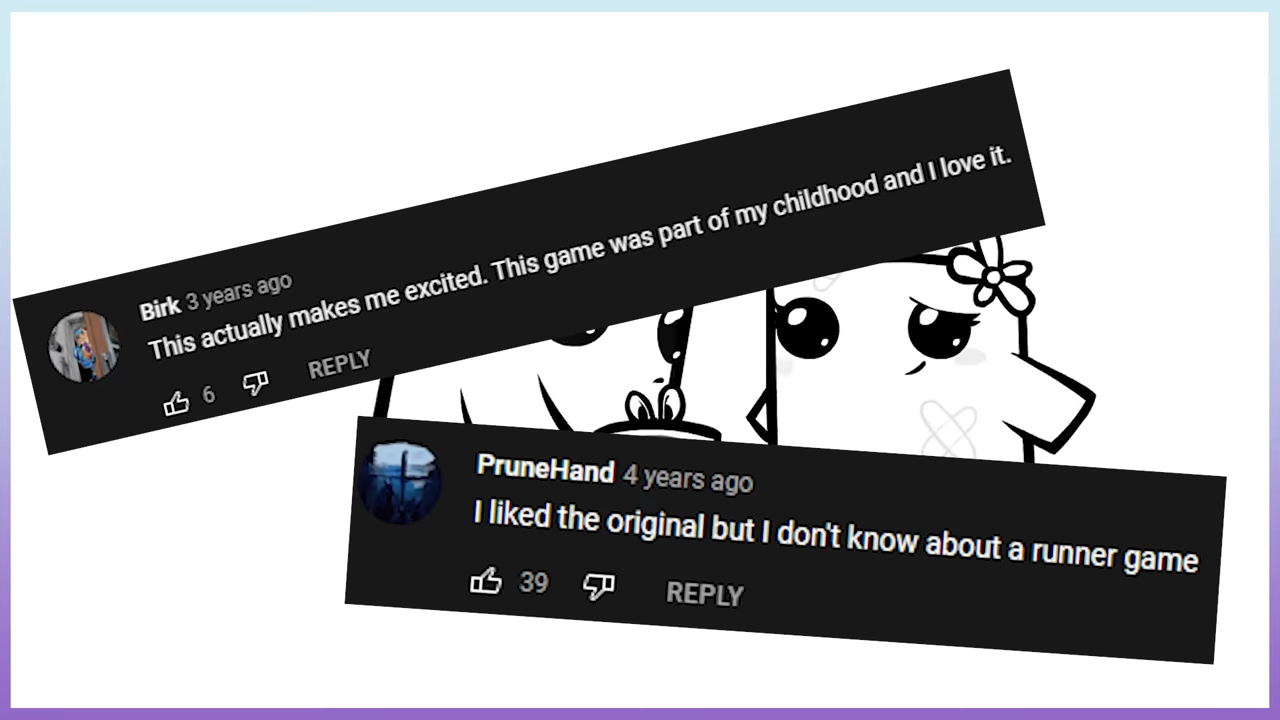 Birk 3 years ago
This actually makes me excited. This game was part of my childhood and I love it.
6 REPLY
PruneHand 4 years ago
I liked the original but I don't know about a runner game
39 REPLY